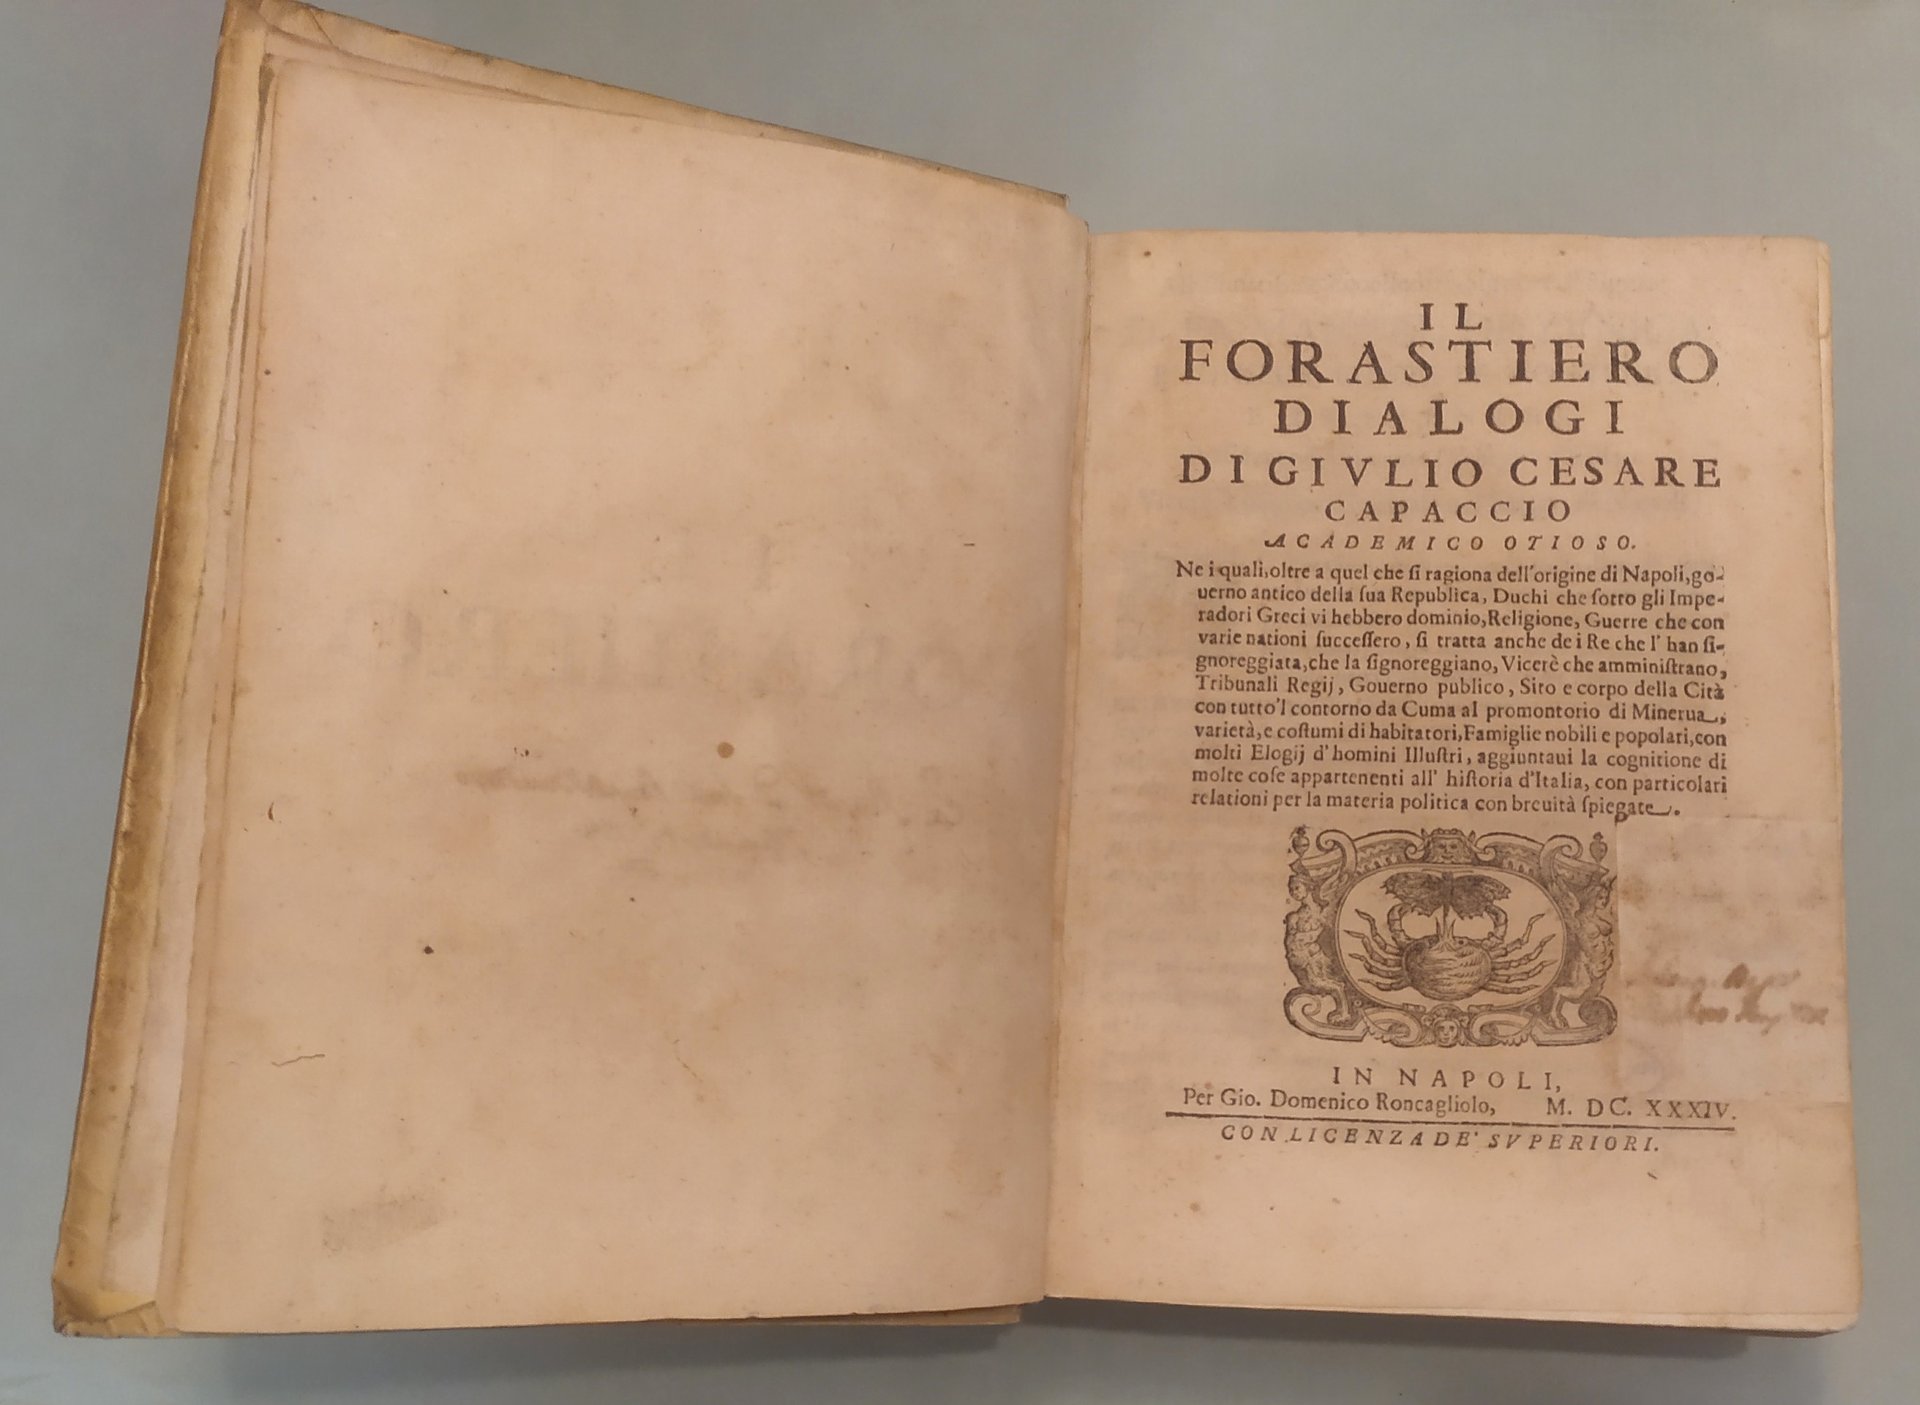 IL
FORASTIERO
DIALOGI
DI GIVLIO CESARE
CAPACCIO
ACADEMICO OTIOSO.
Ne i quali, oltre a quel che ſi ragiona dell'origine di Napoli, go-
uerno antico della ſua Republica, Duchi che ſotto gli Impe-
radori Greci vi hebbero dominio, Religione, Guerre che con
varie nationi ſucceſſero, ſi tratta anche de i Re che l' han ſi-
gnoreggiata, che la ſignoreggiano, Vicerè che amminiſtrano,
Tribunali Regij, Gouerno publico, Sito e corpo della Cità
con tutto'l contorno da Cuma al promontorio di Minerua,
varietà, e coſtumi di habitatori, Famiglie nobili e popolari, con
molti Elogij d'homini Illuſtri, aggiuntaui la cognitione di
molte coſe appartenenti all' hiſtoria d'Italia, con particolari
relationi per la materia politica con breuità ſpiegate.
IN NAPOLI,
Per Gio. Domenico Roncagliolo, M. DC. XXXIV.
CON LICENZA DE' SVPERIORI.